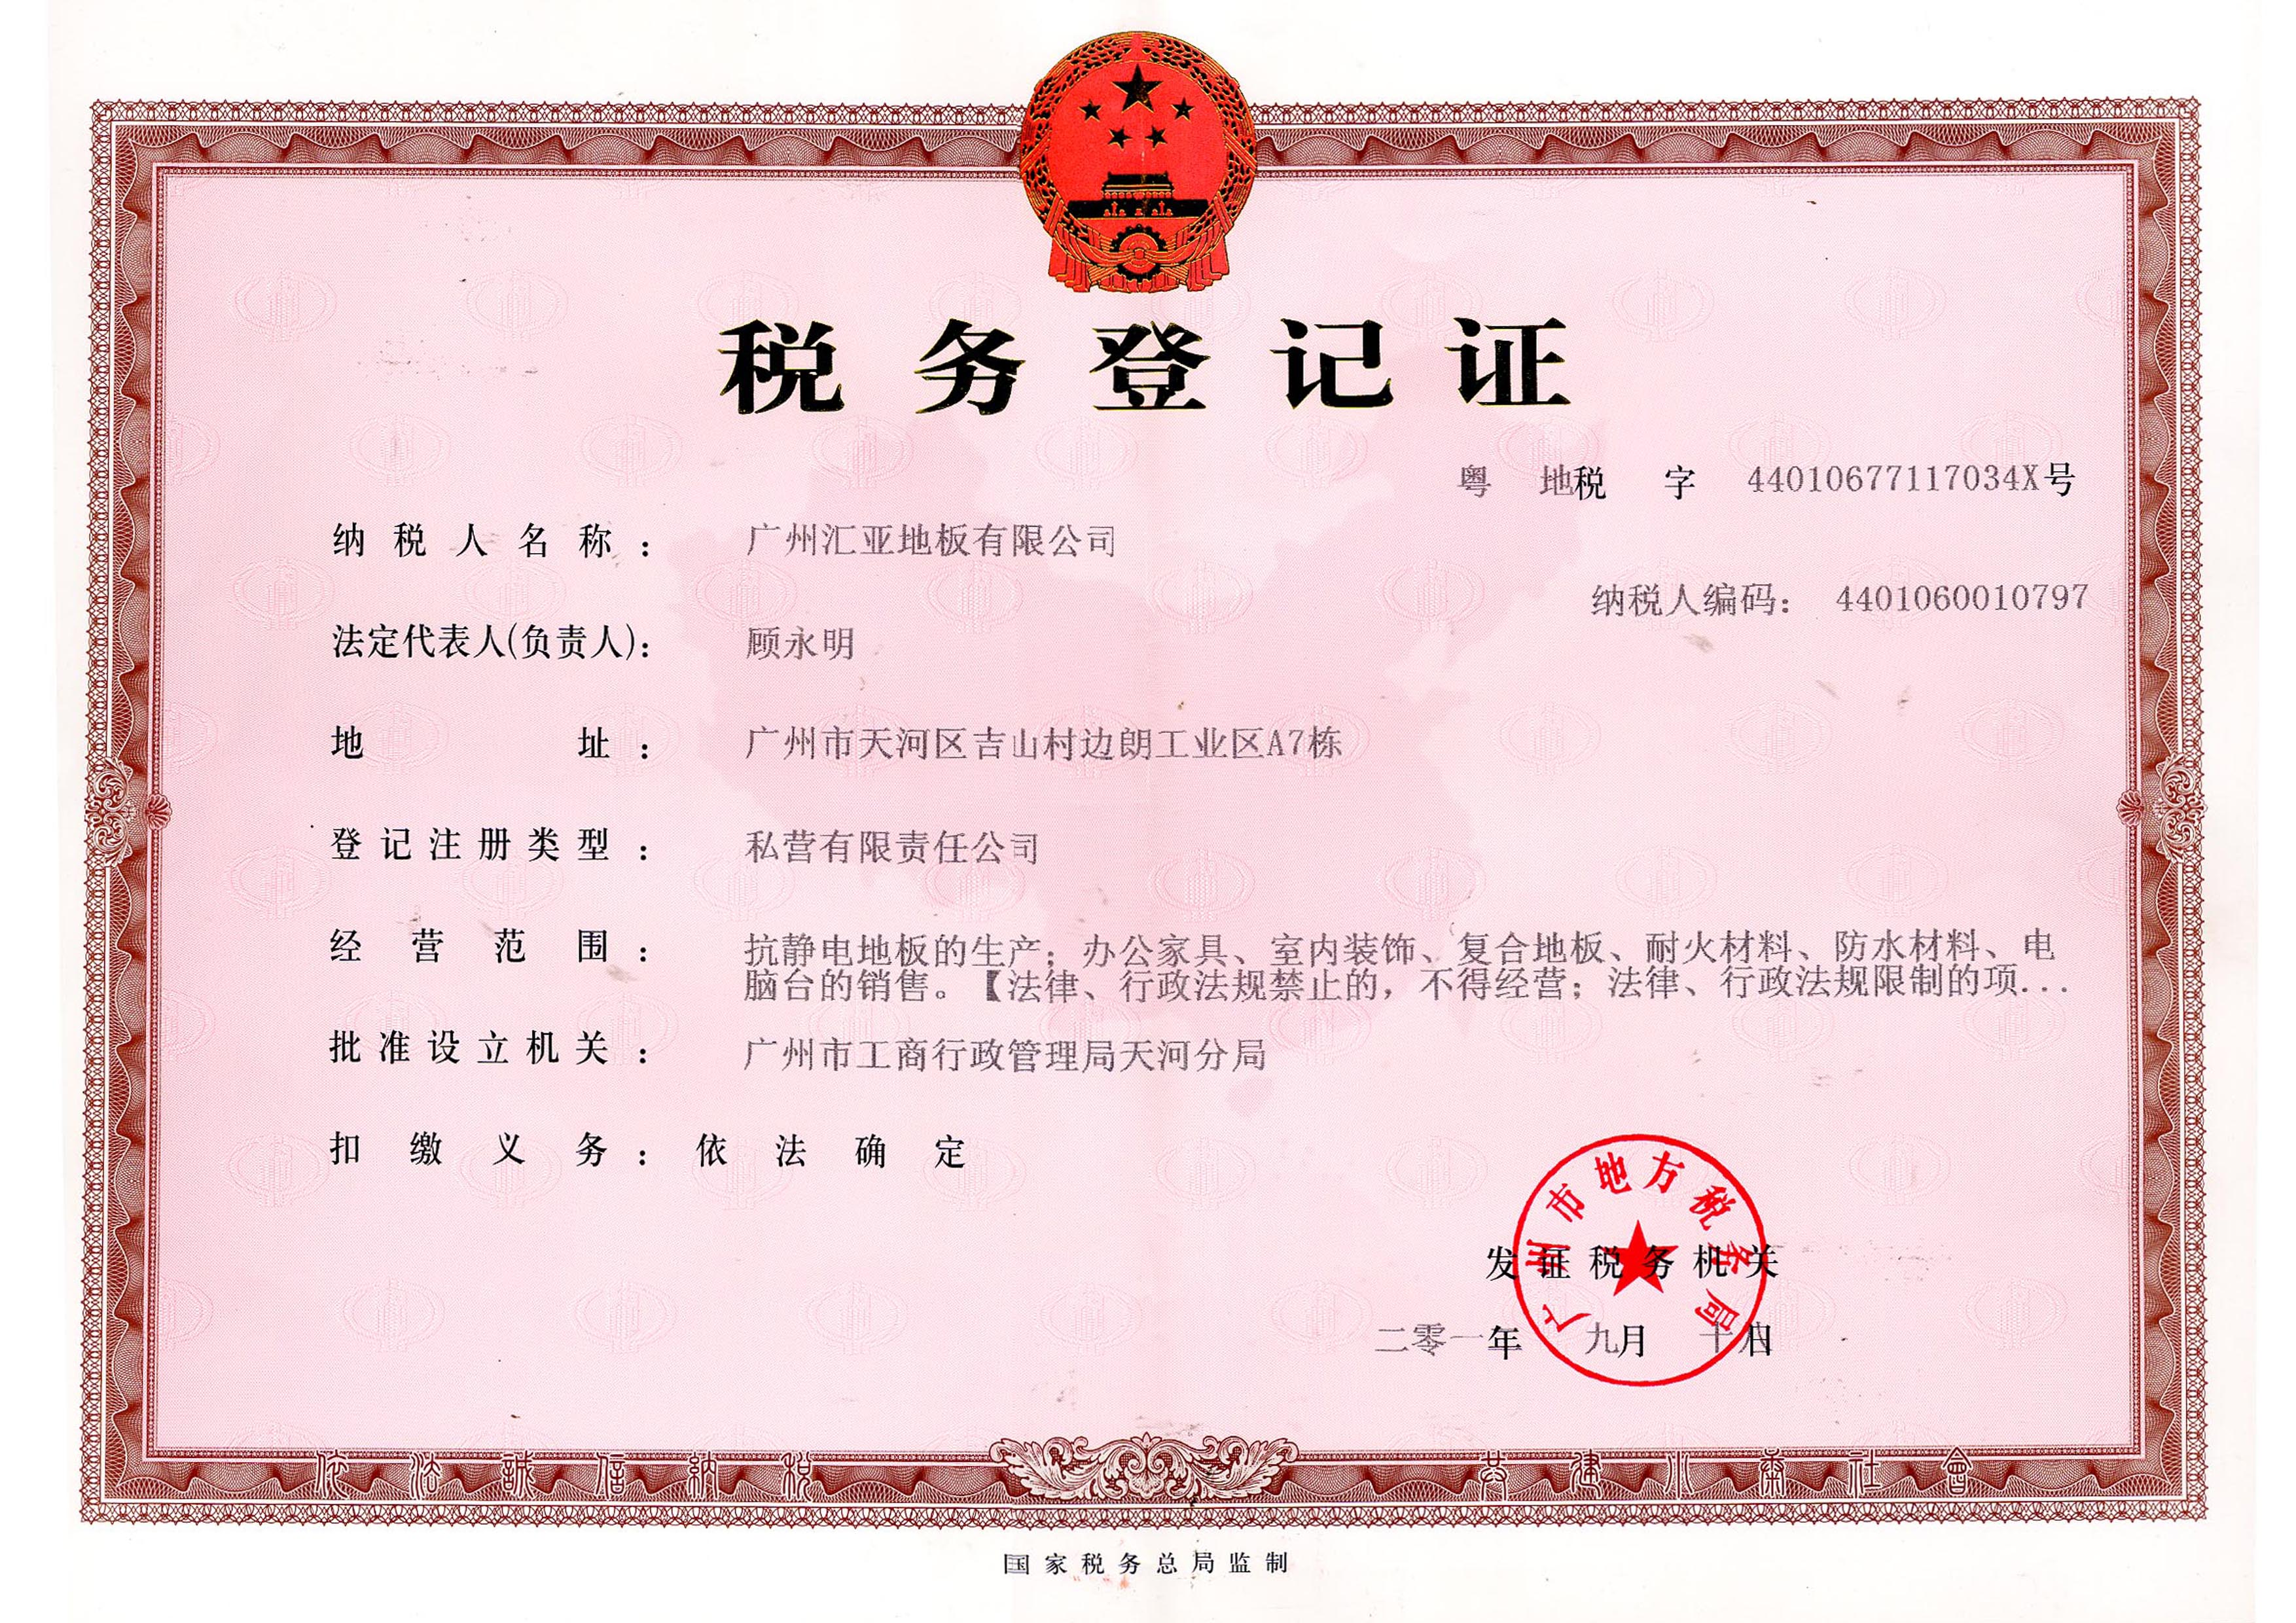 税务登记证
粤 地税 字 44010677117034X号
纳税人名称： 广州汇亚地板有限公司
纳税人编码： 4401060010797
法定代表人(负责人)： 顾永明
地 址： 广州市天河区吉山村边朗工业区A7栋
登记注册类型： 私营有限责任公司
经营范围： 抗静电地板的生产；办公家具、室内装饰、复合地板、耐火材料、防水材料、电
脑台的销售。【法律、行政法规禁止的，不得经营；法律、行政法规限制的项...
批准设立机关： 广州市工商行政管理局天河分局
扣缴义务： 依法确定
广州市地方税务局
发证税务机关
二零一 年 九月 十 日
依法誠信納税
共建小康社會
国家税务总局监制